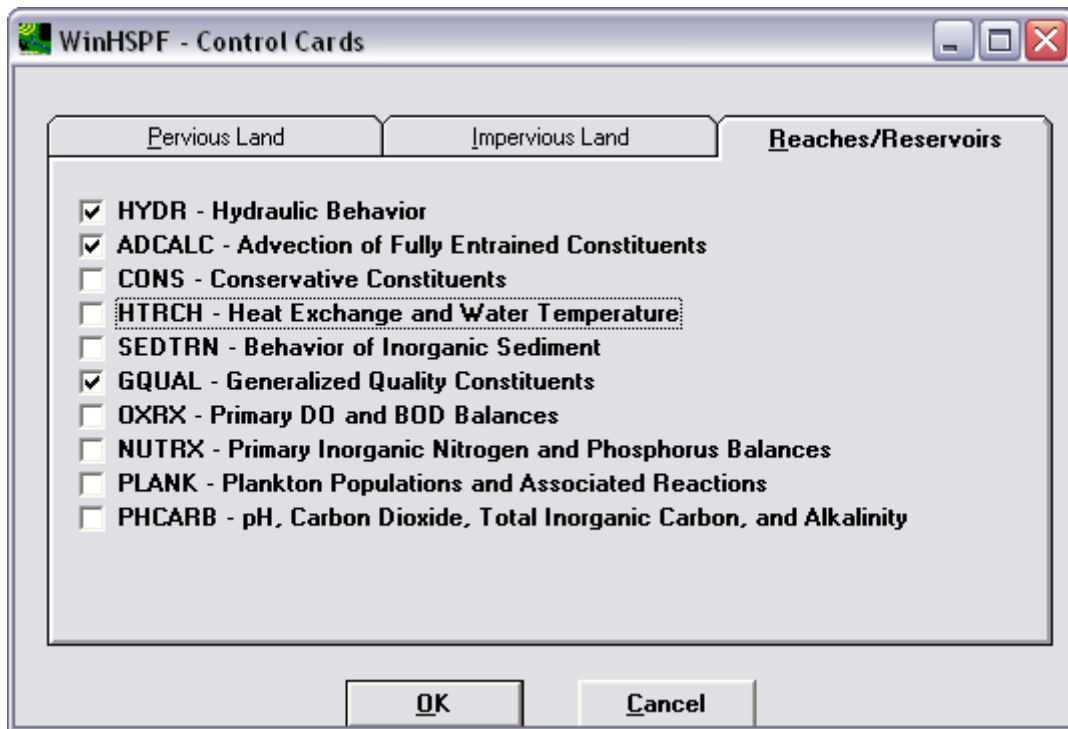 WinHSPF - Control Cards
Pervious Land
Impervious Land
Reaches/Reservoirs
HYDR - Hydraulic Behavior
ADCALC - Advection of Fully Entrained Constituents
CONS - Conservative Constituents
HTRCH - Heat Exchange and Water Temperature
SEDTRN - Behavior of Inorganic Sediment
GQUAL - Generalized Quality Constituents
OXRX - Primary DO and BOD Balances
NUTRX - Primary Inorganic Nitrogen and Phosphorus Balances
PLANK - Plankton Populations and Associated Reactions
PHCARB - pH, Carbon Dioxide, Total Inorganic Carbon, and Alkalinity
OK
Cancel